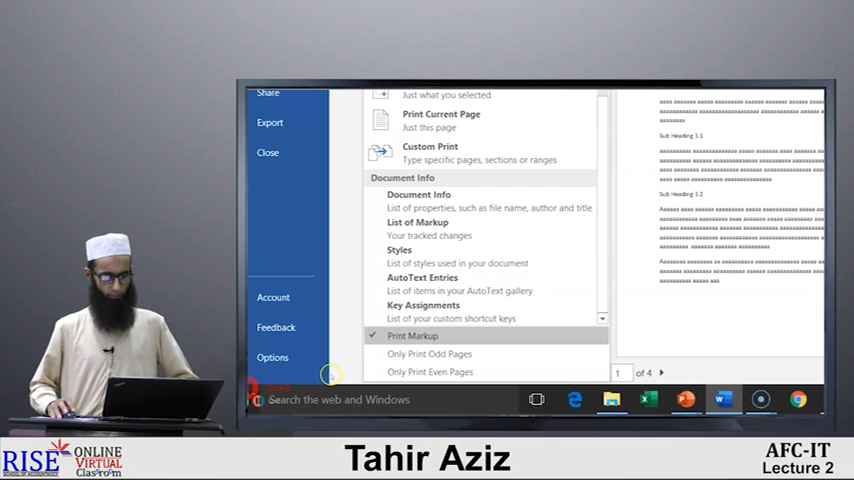 Share
Just what you selected
Export
Print Current Page
Just this page
Close
Custom Print
Type specific pages, sections or ranges
Document Info
Document Info
List of properties, such as file name, author and title
List of Markup
Your tracked changes
Styles
List of styles used in your document
AutoText Entries
List of items in your AutoText gallery
Account
Key Assignments
List of your custom shortcut keys
Feedback
Print Markup
Options
Only Print Odd Pages
Only Print Even Pages
Sub Heading 3.1
Sub Heading 3.2
1 of 4
Search the web and Windows
RISE
SCHOOL OF ACCOUNTANCY
ONLINE
VIRTUAL
Classroom
Tahir Aziz
AFC-IT
Lecture 2